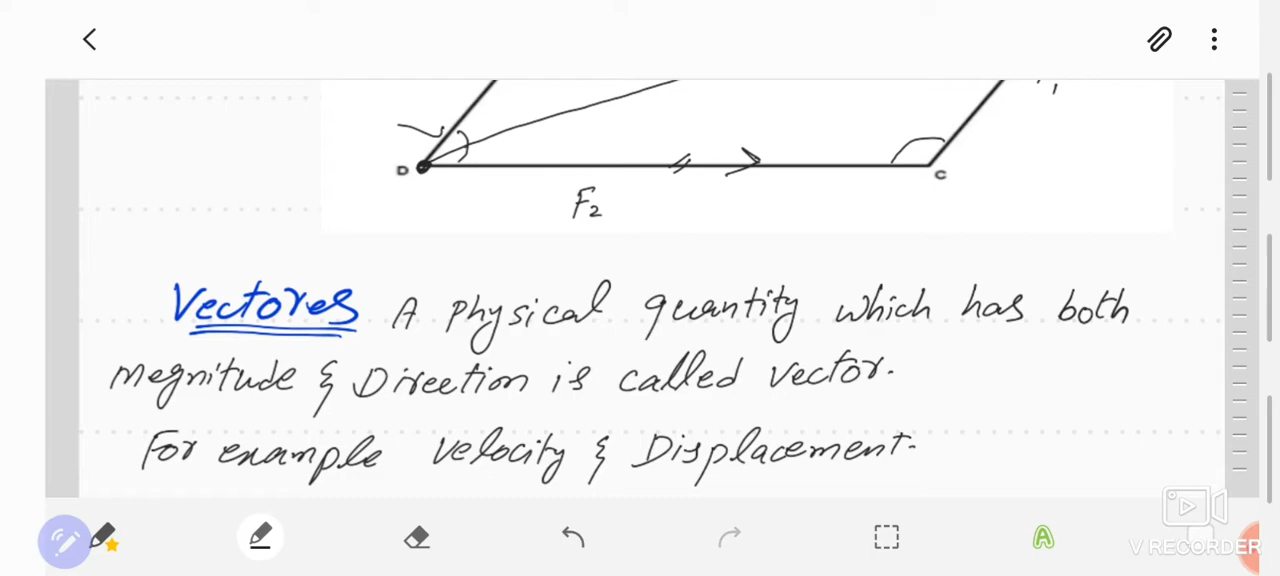 D
C
F2
Vectores A Physical quantity which has both
megnitude & Direction is called vector.
For example velocity & Displacement.
A
V RECORDER